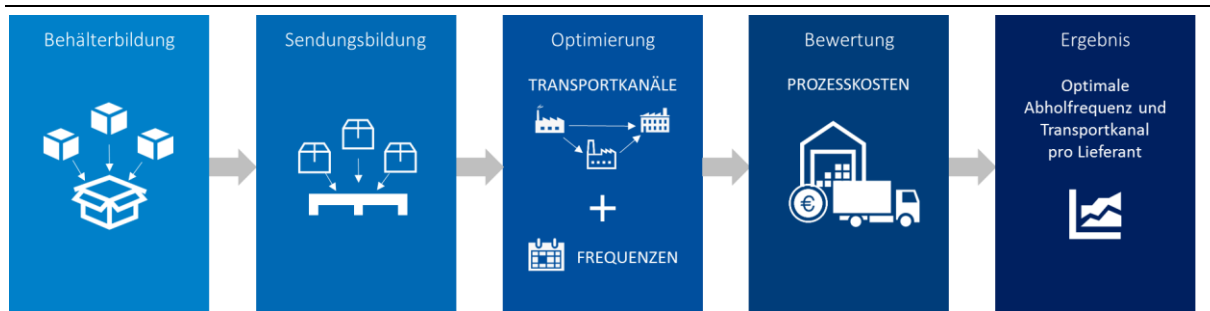 Behälterbildung
Sendungsbildung
Optimierung
TRANSPORTKANÄLE
+
FREQUENZEN
Bewertung
PROZESSKOSTEN
€
Ergebnis
Optimale
Abholfrequenz und
Transportkanal
pro Lieferant